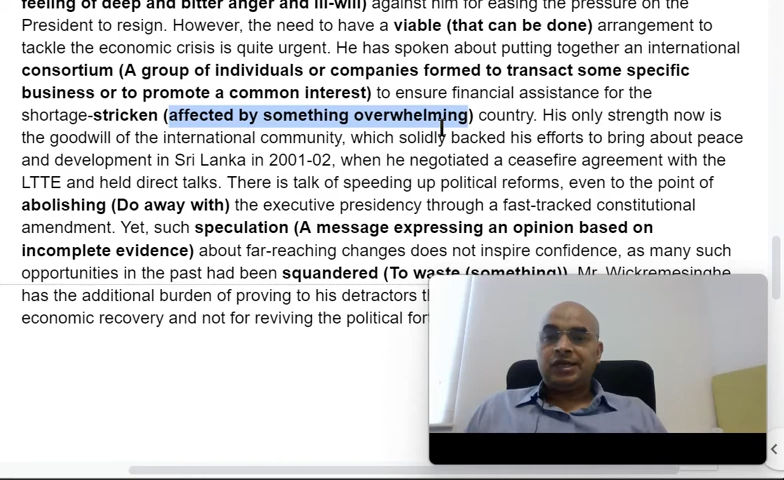 feeling of deep and bitter anger and ill-will) against him for easing the pressure on the
President to resign. However, the need to have a viable (that can be done) arrangement to
tackle the economic crisis is quite urgent. He has spoken about putting together an international
consortium (A group of individuals or companies formed to transact some specific
business or to promote a common interest) to ensure financial assistance for the
shortage-stricken (affected by something overwhelming) country. His only strength now is
the goodwill of the international community, which solidly backed his efforts to bring about peace
and development in Sri Lanka in 2001-02, when he negotiated a ceasefire agreement with the
LTTE and held direct talks. There is talk of speeding up political reforms, even to the point of
abolishing (Do away with) the executive presidency through a fast-tracked constitutional
amendment. Yet, such speculation (A message expressing an opinion based on
incomplete evidence) about far-reaching changes does not inspire confidence, as many such
opportunities in the past had been squandered (To waste (something)). Mr. Wickremesinghe
has the additional burden of proving to his detractors
economic recovery and not for reviving the political